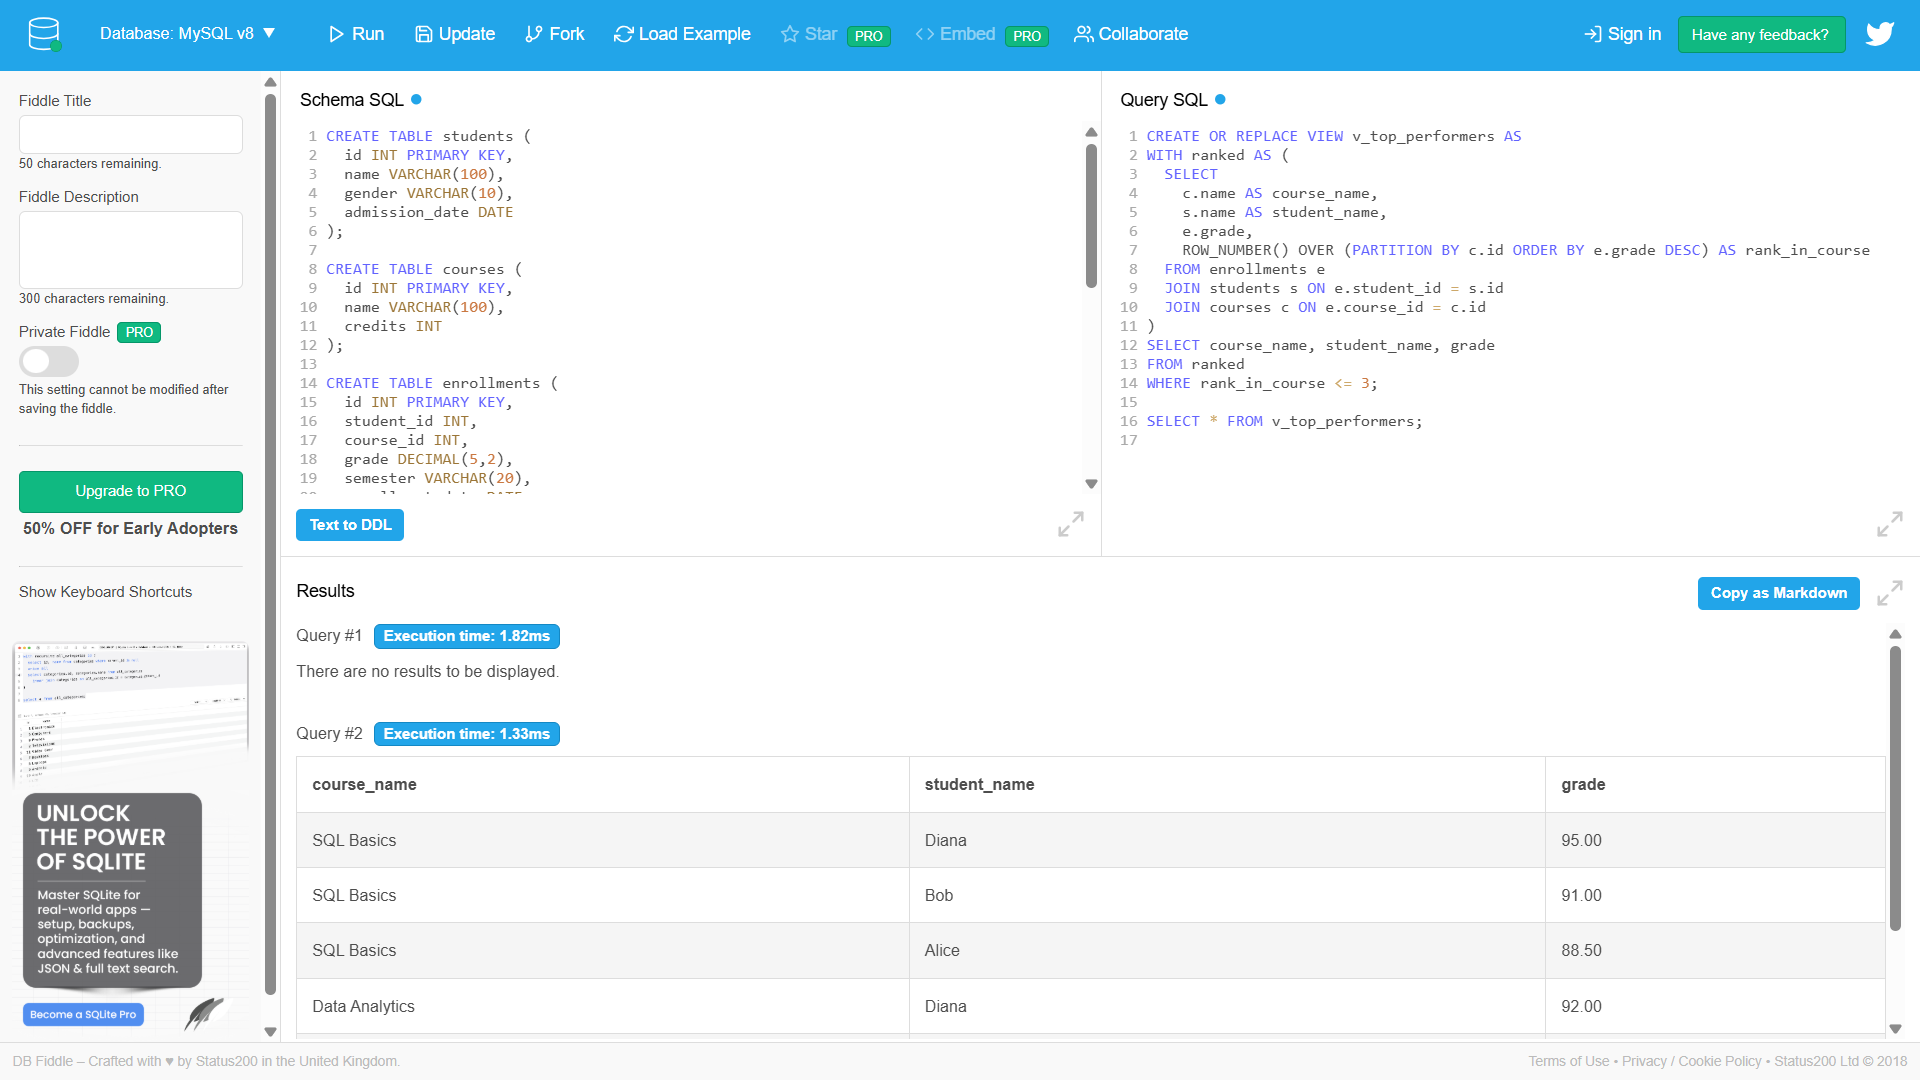 Database: MySQL v8 ▼
Run
Update
Fork
Load Example
Star PRO
Embed PRO
Collaborate
Sign in
Have any feedback?
Fiddle Title
50 characters remaining.
Fiddle Description
300 characters remaining.
Private Fiddle PRO
This setting cannot be modified after
saving the fiddle.
Upgrade to PRO
50% OFF for Early Adopters
Show Keyboard Shortcuts
UNLOCK
THE POWER
OF SQLITE
Master SQLite for
real-world apps —
setup, backups,
optimization, and
advanced features like
JSON & full text search.
Become a SQLite Pro
Schema SQL
1 CREATE TABLE students (
2 id INT PRIMARY KEY,
3 name VARCHAR(100),
4 gender VARCHAR(10),
5 admission_date DATE
6 );
7
8 CREATE TABLE courses (
9 id INT PRIMARY KEY,
10 name VARCHAR(100),
11 credits INT
12 );
13
14 CREATE TABLE enrollments (
15 id INT PRIMARY KEY,
16 student_id INT,
17 course_id INT,
18 grade DECIMAL(5,2),
19 semester VARCHAR(20),
Text to DDL
Query SQL
1 CREATE OR REPLACE VIEW v_top_performers AS
2 WITH ranked AS (
3 SELECT
4 c.name AS course_name,
5 s.name AS student_name,
6 e.grade,
7 ROW_NUMBER() OVER (PARTITION BY c.id ORDER BY e.grade DESC) AS rank_in_course
8 FROM enrollments e
9 JOIN students s ON e.student_id = s.id
10 JOIN courses c ON e.course_id = c.id
11 )
12 SELECT course_name, student_name, grade
13 FROM ranked
14 WHERE rank_in_course <= 3;
15
16 SELECT * FROM v_top_performers;
17
Results
Copy as Markdown
Query #1 Execution time: 1.82ms
There are no results to be displayed.
Query #2 Execution time: 1.33ms
course_name student_name grade
SQL Basics Diana 95.00
SQL Basics Bob 91.00
SQL Basics Alice 88.50
Data Analytics Diana 92.00
DB Fiddle – Crafted with ♥ by Status200 in the United Kingdom.
Terms of Use • Privacy / Cookie Policy • Status200 Ltd © 2018